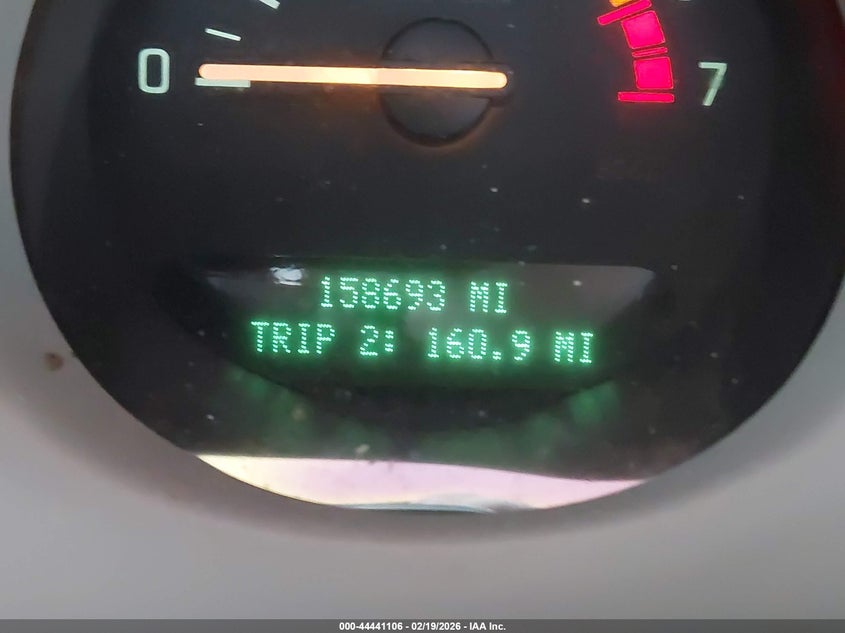 0
7
158693 MI
TRIP 2: 160.9 MI
000-44441106 - 02/19/2026 - IAA Inc.